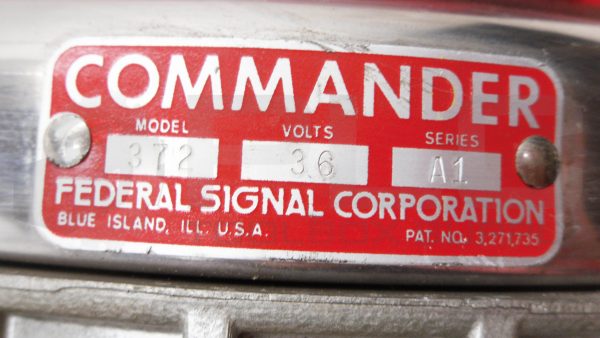 COMMANDER
MODEL VOLTS SERIES
372 36 A1
FEDERAL SIGNAL CORPORATION
BLUE ISLAND, ILL. U.S.A. PAT. NO. 3,271,735